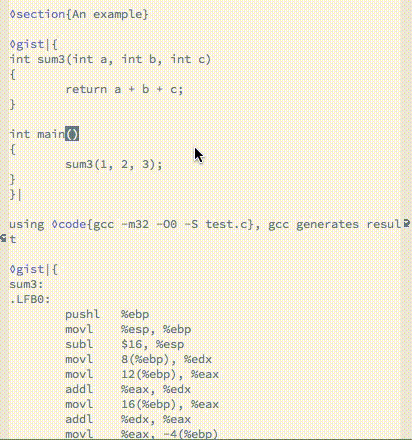 ◊section{An example}
◊gist|{
int sum3(int a, int b, int c)
{
        return a + b + c;
}
int main()
{
        sum3(1, 2, 3);
}
}|
using ◊code{gcc -m32 -O0 -S test.c}, gcc generates resul
t
◊gist|{
sum3:
.LFB0:
        pushl   %ebp
        movl    %esp, %ebp
        subl    $16, %esp
        movl    8(%ebp), %edx
        movl    12(%ebp), %eax
        addl    %eax, %edx
        movl    16(%ebp), %eax
        addl    %edx, %eax
        movl    %eax, -4(%ebp)